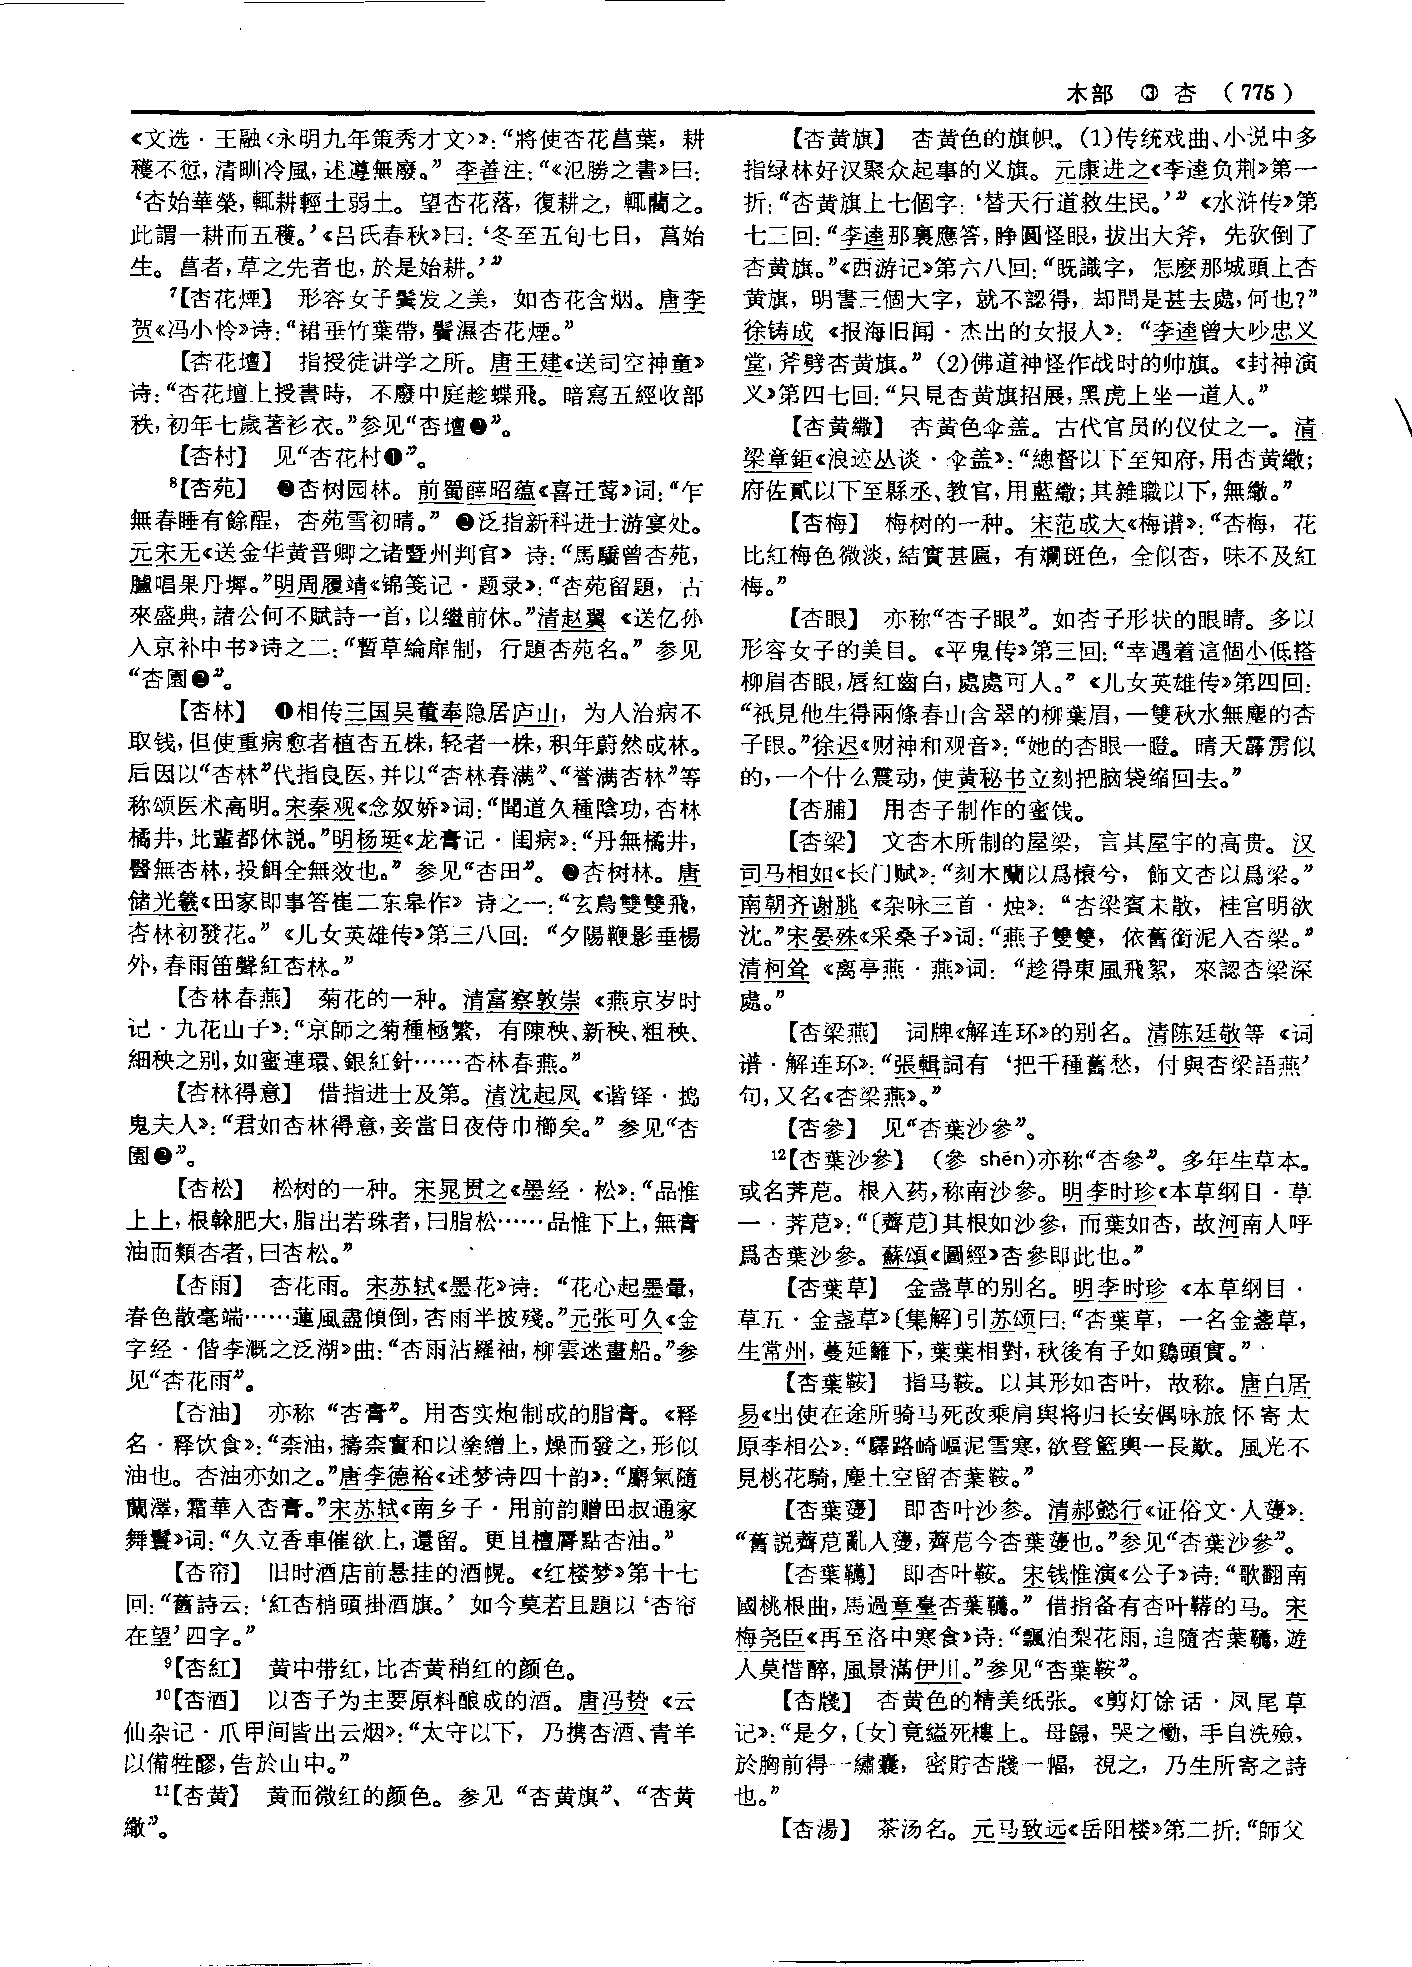 木部 ③ 杏 （775）
《文选·王融〈永明九年策秀才文〉》：“將使杏花菖葉，耕
穫不愆，清甽冷風，述遵無廢。” 李善注：“《氾勝之書》曰：
‘杏始華榮，輒耕輕土弱土。望杏花落，復耕之，輒藺之。
此謂一耕而五穫。’《吕氏春秋》曰：‘冬至五旬七日，菖始
生。菖者，草之先者也，於是始耕。’”
7【杏花煙】 形容女子鬓发之美，如杏花含烟。唐李
贺《冯小怜》诗：“裙垂竹葉帶，鬢濕杏花煙。”
【杏花壇】 指授徒讲学之所。唐王建《送司空神童》
诗：“杏花壇上授書時，不廢中庭趁蝶飛。暗寫五經收部
秩，初年七歲著衫衣。”参见“杏壇❷”。
【杏村】 见“杏花村❶”。
8【杏苑】 ❶杏树园林。前蜀薛昭蕴《喜迁莺》词：“乍
無春睡有餘酲，杏苑雪初晴。” ❷泛指新科进士游宴处。
元宋无《送金华黄晋卿之诸暨州判官》 诗：“馬驕曾杏苑，
臚唱果丹墀。”明周履靖《锦笺记·题录》：“杏苑留題，古
來盛典，諸公何不賦詩一首，以繼前休。”清赵翼 《送亿孙
入京补中书》诗之二：“暫草綸扉制，行題杏苑名。” 参见
“杏園❷”。
【杏林】 ❶相传三国吴董奉隐居庐山，为人治病不
取钱，但使重病愈者植杏五株，轻者一株，积年蔚然成林。
后因以“杏林”代指良医，并以“杏林春满”、“誉满杏林”等
称颂医术高明。宋秦观《念奴娇》词：“聞道久種陰功，杏林
橘井，比輩都休説。”明杨珽《龙膏记·闺病》：“丹無橘井，
醫無杏林，投餌全無效也。” 参见“杏田”。❷杏树林。唐
储光羲《田家即事答崔二东皋作》 诗之一：“玄鳥雙雙飛，
杏林初發花。” 《儿女英雄传》第三八回： “夕陽鞭影垂楊
外，春雨笛聲紅杏林。”
【杏林春燕】 菊花的一种。清富察敦崇 《燕京岁时
记·九花山子》：“京師之菊種極繁，有陳秧、新秧、粗秧、
細秧之别，如蜜連環、銀紅針……杏林春燕。”
【杏林得意】 借指进士及第。清沈起凤 《谐铎·捣
鬼夫人》：“君如杏林得意，妾當日夜侍巾櫛矣。” 参见“杏
園❷”。
【杏松】 松树的一种。宋晁贯之《墨经·松》：“品惟
上上，根幹肥大，脂出若珠者，曰脂松……品惟下上，無膏
油而類杏者，曰杏松。”
【杏雨】 杏花雨。宋苏轼《墨花》诗： “花心起墨暈，
春色散毫端……蓮風盡傾倒，杏雨半披殘。”元张可久《金
字经·偕李溉之泛湖》曲：“杏雨沾羅袖，柳雲迷畫船。”参
见“杏花雨”。
【杏油】 亦称 “杏膏”。用杏实炮制成的脂膏。《释
名·释饮食》：“柰油，擣柰實和以塗繒上，燥而發之，形似
油也。杏油亦如之。”唐李德裕《述梦诗四十韵》：“麝氣隨
蘭澤，霜華入杏膏。”宋苏轼《南乡子·用前韵赠田叔通家
舞鬟》词：“久立香車催欲上，還留。更且檀脣點杏油。”
【杏帘】 旧时酒店前悬挂的酒幌。《红楼梦》第十七
回：“舊詩云：‘紅杏梢頭掛酒旗。’ 如今莫若且題以‘杏帘
在望’四字。”
9【杏紅】 黄中带红，比杏黄稍红的颜色。
10【杏酒】 以杏子为主要原料酿成的酒。唐冯贽 《云
仙杂记·爪甲间皆出云烟》：“太守以下，乃携杏酒、青羊
以備牲醪，告於山中。”
11【杏黄】 黄而微红的颜色。参见 “杏黄旗”、“杏黄
繖”。
【杏黄旗】 杏黄色的旗帜。(1)传统戏曲、小说中多
指绿林好汉聚众起事的义旗。元康进之《李逵负荆》第一
折：“杏黄旗上七個字：‘替天行道救生民。’” 《水浒传》第
七三回：“李逵那裏應答，睁圆怪眼，拔出大斧，先砍倒了
杏黄旗。”《西游记》第六八回：“既識字，怎麽那城頭上杏
黄旗，明書三個大字，就不認得，却問是甚去處，何也？”
徐铸成 《报海旧闻·杰出的女报人》： “李逵曾大吵忠义
堂，斧劈杏黄旗。” (2)佛道神怪作战时的帅旗。《封神演
义》第四七回：“只見杏黄旗招展，黑虎上坐一道人。”
【杏黄繖】 杏黄色伞盖。古代官员的仪仗之一。清
梁章鉅《浪迹丛谈·伞盖》：“總督以下至知府，用杏黄繖；
府佐貳以下至縣丞、教官，用藍繖；其雜職以下，無繖。”
【杏梅】 梅树的一种。宋范成大《梅谱》：“杏梅，花
比紅梅色微淡，結實甚匾，有斕斑色，全似杏，味不及紅
梅。”
【杏眼】 亦称“杏子眼”。如杏子形状的眼睛。多以
形容女子的美目。《平鬼传》第三回：“幸遇着這個小低搭
柳眉杏眼，唇紅齒白，處處可人。” 《儿女英雄传》第四回：
“祇見他生得兩條春山含翠的柳葉眉，一雙秋水無塵的杏
子眼。”徐迟《财神和观音》：“她的杏眼一瞪。晴天霹雳似
的，一个什么震动，使黄秘书立刻把脑袋缩回去。”
【杏脯】 用杏子制作的蜜饯。
【杏梁】 文杏木所制的屋梁，言其屋宇的高贵。汉
司马相如《长门赋》：“刻木蘭以爲榱兮，飾文杏以爲梁。”
南朝齐谢朓 《杂咏三首·烛》： “杏梁賓未散，桂宫明欲
沈。”宋晏殊《采桑子》词：“燕子雙雙，依舊銜泥入杏梁。”
清柯耸 《离亭燕·燕》词： “趁得東風飛絮，來認杏梁深
處。”
【杏梁燕】 词牌《解连环》的别名。清陈廷敬等 《词
谱·解连环》：“張輯詞有 ‘把千種舊愁，付與杏梁語燕’
句，又名《杏梁燕》。”
【杏參】 见“杏葉沙參”。
12【杏葉沙參】 (參 shēn)亦称“杏參”。多年生草本。
或名荠苨。根入药，称南沙參。明李时珍《本草纲目·草
一·荠苨》：“〔薺苨〕其根如沙參，而葉如杏，故河南人呼
爲杏葉沙參。蘇頌《圖經》杏參即此也。”
【杏葉草】 金盏草的别名。明李时珍 《本草纲目·
草五·金盏草》〔集解〕引苏颂曰：“杏葉草，一名金盞草，
生常州，蔓延籬下，葉葉相對，秋後有子如鷄頭實。”
【杏葉鞍】 指马鞍。以其形如杏叶，故称。唐白居
易《出使在途所骑马死改乘肩舆将归长安偶咏旅怀寄太
原李相公》：“驛路崎嶇泥雪寒，欲登籃輿一長歎。風光不
見桃花騎，塵土空留杏葉鞍。”
【杏葉蓡】 即杏叶沙参。清郝懿行《证俗文·人蓡》：
“舊説薺苨亂人蓡，薺苨今杏葉蓡也。”参见“杏葉沙參”。
【杏葉韉】 即杏叶鞍。宋钱惟演《公子》诗：“歌翻南
國桃根曲，馬過章臺杏葉韉。” 借指备有杏叶鞯的马。宋
梅尧臣《再至洛中寒食》诗：“飄泊梨花雨，追隨杏葉韉，遊
人莫惜醉，風景滿伊川。”参见“杏葉鞍”。
【杏牋】 杏黄色的精美纸张。《剪灯馀话·凤尾草
记》：“是夕，〔女〕竟縊死樓上。母歸，哭之慟，手自洗殮，
於胸前得一繡囊，密貯杏牋一幅，視之，乃生所寄之詩
也。”
【杏湯】 茶汤名。元马致远《岳阳楼》第二折：“師父